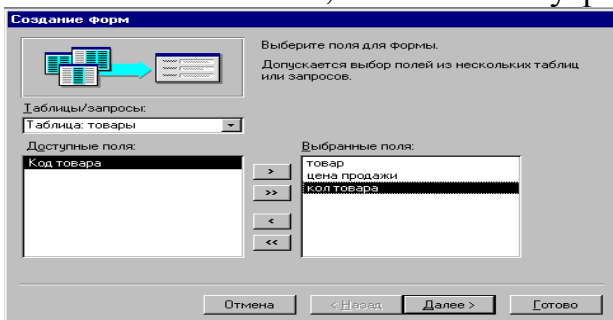 Создание форм
Выберите поля для формы.
Допускается выбор полей из нескольких таблиц
или запросов.
Таблицы/запросы:
Таблица: товары
Доступные поля:
Выбранные поля:
Код товара
товар
цена продажи
кол товара
>
>>
<
<<
Отмена
< Назад
Далее >
Готово